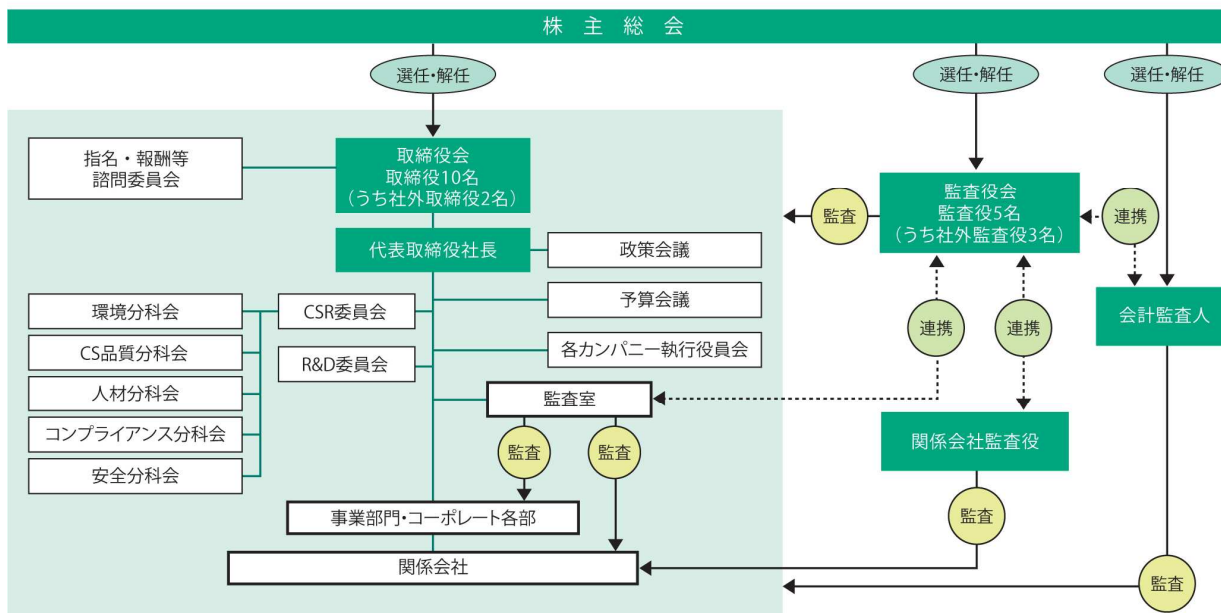 株主総会
選任・解任
選任・解任
選任・解任
指名・報酬等
諮問委員会
取締役会
取締役10名
（うち社外取締役2名）
監査
監査役会
監査役5名
（うち社外監査役3名）
連携
代表取締役社長
政策会議
環境分科会
CSR委員会
予算会議
連携
連携
会計監査人
CS品質分科会
R&D委員会
各カンパニー執行役員会
人材分科会
監査室
コンプライアンス分科会
監査
監査
関係会社監査役
安全分科会
事業部門・コーポレート各部
監査
関係会社
監査